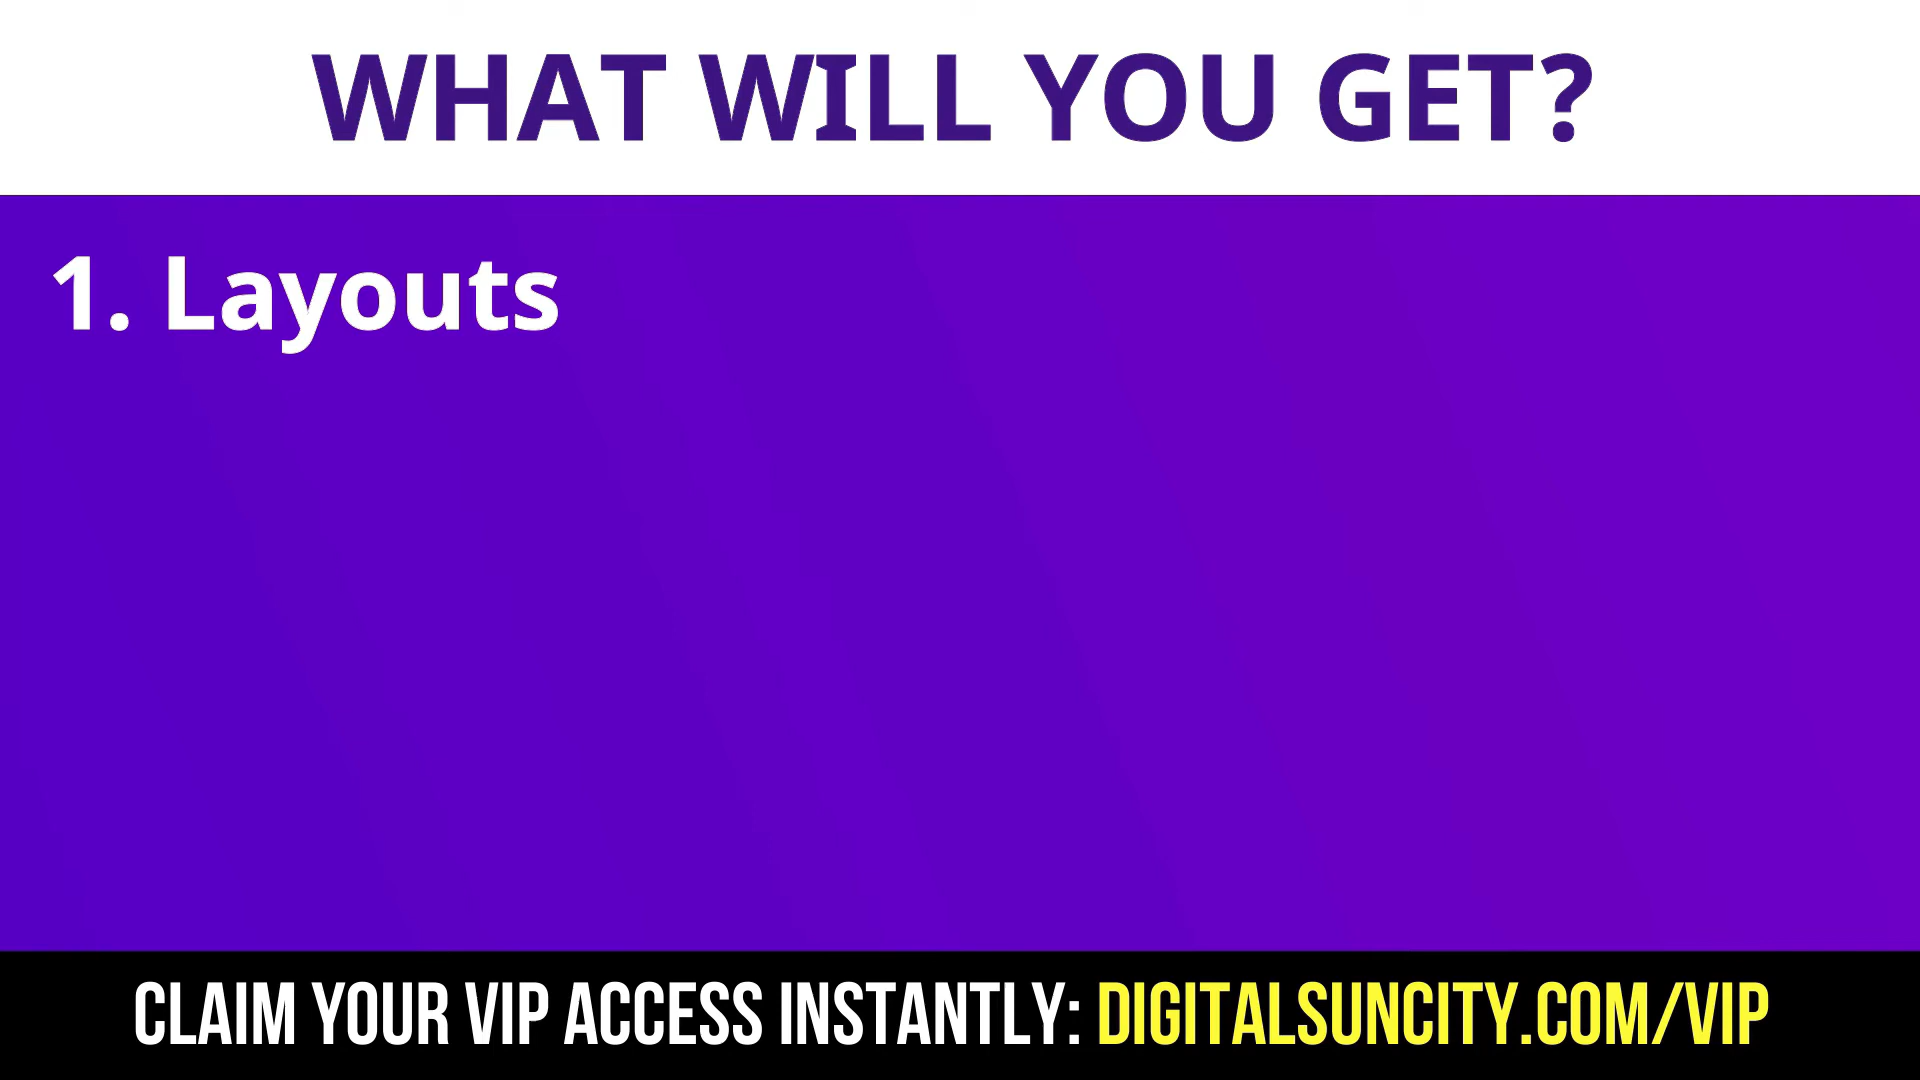 WHAT WILL YOU GET?
1. Layouts
CLAIM YOUR VIP ACCESS INSTANTLY: DIGITALSUNCITY.COM/VIP